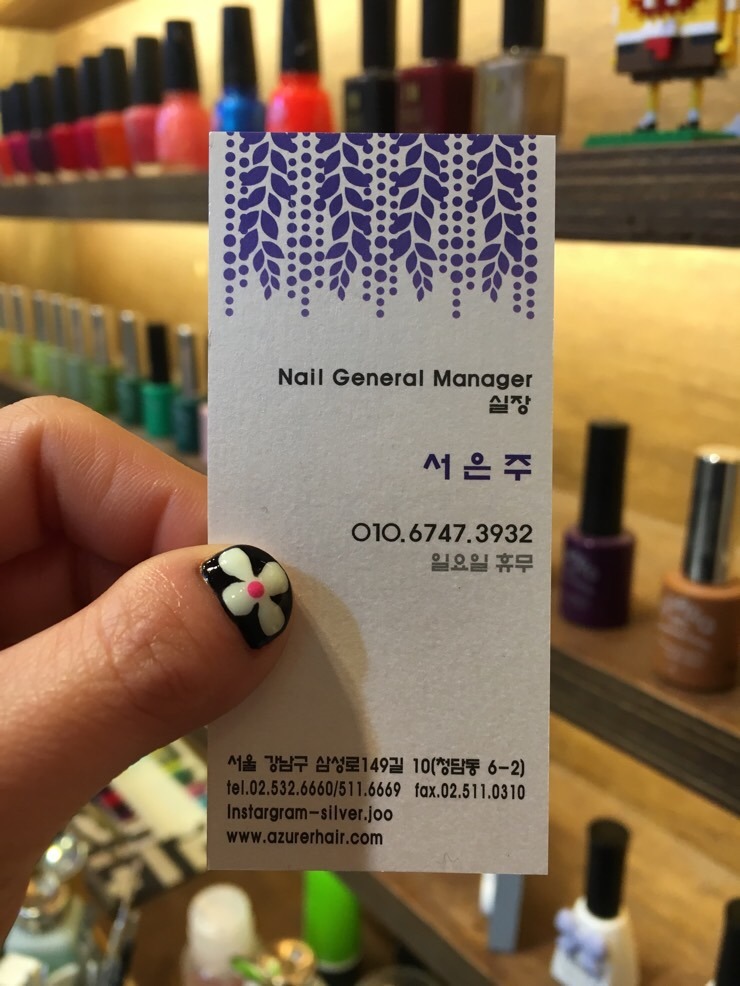 Nail General Manager
실장
서은주
010.6747.3932
일요일 휴무
서울 강남구 삼성로149길 10(청담동 6-2)
tel.02.532.6660/511.6669 fax.02.511.0310
Instargram-silver.joo
www.azurerhair.com